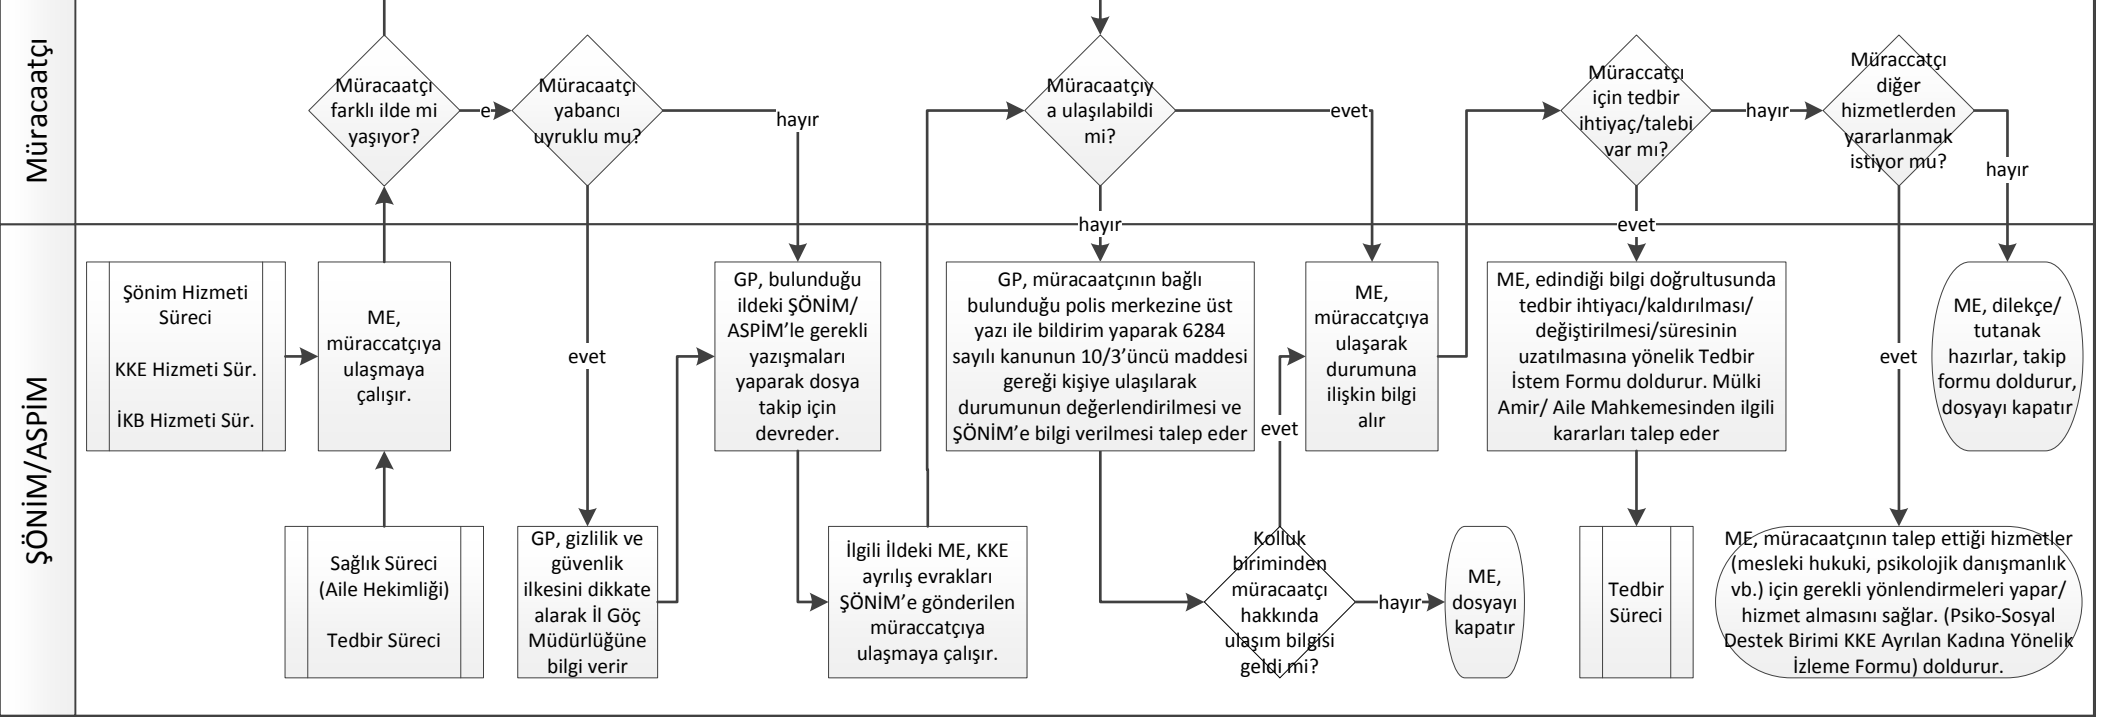 Müracaatçı
Müracaatçı
farklı ilde mi
yaşıyor?
e
Müracaatçı
yabancı
uyruklu mu?
hayır
Müracaatçıy
a ulaşılabildi
mi?
evet
Müraccatçı
için tedbir
ihtiyaç/talebi
var mı?
hayır
Müraccatçı
diğer
hizmetlerden
yararlanmak
istiyor mu?
hayır
hayır
evet
ŞÖNİM/ASPİM
Şönim Hizmeti
Süreci
KKE Hizmeti Sür.
İKB Hizmeti Sür.
ME,
müraccatçıya
ulaşmaya
çalışır.
evet
GP, bulunduğu
ildeki ŞÖNİM/
ASPİM’le gerekli
yazışmaları
yaparak dosya
takip için
devreder.
GP, müracaatçının bağlı
bulunduğu polis merkezine üst
yazı ile bildirim yaparak 6284
sayılı kanunun 10/3’üncü maddesi
gereği kişiye ulaşılarak
durumunun değerlendirilmesi ve
ŞÖNİM’e bilgi verilmesi talep eder
evet
ME,
müraccatçıya
ulaşarak
durumuna
ilişkin bilgi
alır
ME, edindiği bilgi doğrultusunda
tedbir ihtiyacı/kaldırılması/
değiştirilmesi/süresinin
uzatılmasına yönelik Tedbir
İstem Formu doldurur. Mülki
Amir/ Aile Mahkemesinden ilgili
kararları talep eder
evet
ME, dilekçe/
tutanak
hazırlar, takip
formu doldurur,
dosyayı kapatır
Sağlık Süreci
(Aile Hekimliği)
Tedbir Süreci
GP, gizlilik ve
güvenlik
ilkesini dikkate
alarak İl Göç
Müdürlüğüne
bilgi verir
İlgili İldeki ME, KKE
ayrılış evrakları
ŞÖNİM’e gönderilen
müraccatçıya
ulaşmaya çalışır.
Kolluk
biriminden
müracaatçı
hakkında
ulaşım bilgisi
geldi mi?
hayır
ME,
dosyayı
kapatır
Tedbir
Süreci
ME, müracaatçının talep ettiği hizmetler
(mesleki hukuki, psikolojik danışmanlık
vb.) için gerekli yönlendirmeleri yapar/
hizmet almasını sağlar. (Psiko-Sosyal
Destek Birimi KKE Ayrılan Kadına Yönelik
İzleme Formu) doldurur.